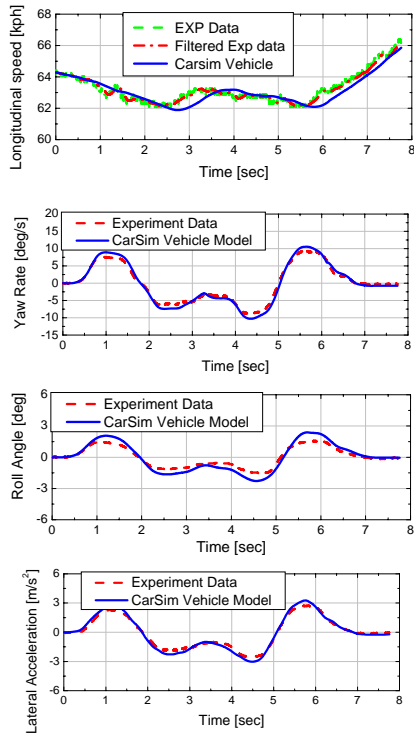 68
66
64
62
60
Longitudinal speed [kph]
EXP Data
Filtered Exp data
Carsim Vehicle
0 1 2 3 4 5 6 7 8
Time [sec]
20
15
10
5
0
-5
-10
-15
Yaw Rate [deg/s]
Experiment Data
CarSim Vehicle Model
0 1 2 3 4 5 6 7 8
Time [sec]
6
3
0
-3
-6
Roll Angle [deg]
Experiment Data
CarSim Vehicle Model
0 1 2 3 4 5 6 7 8
Time [sec]
6
3
0
-3
-6
Lateral Acceleration [m/s²]
Experiment Data
CarSim Vehicle Model
0 1 2 3 4 5 6 7 8
Time [sec]